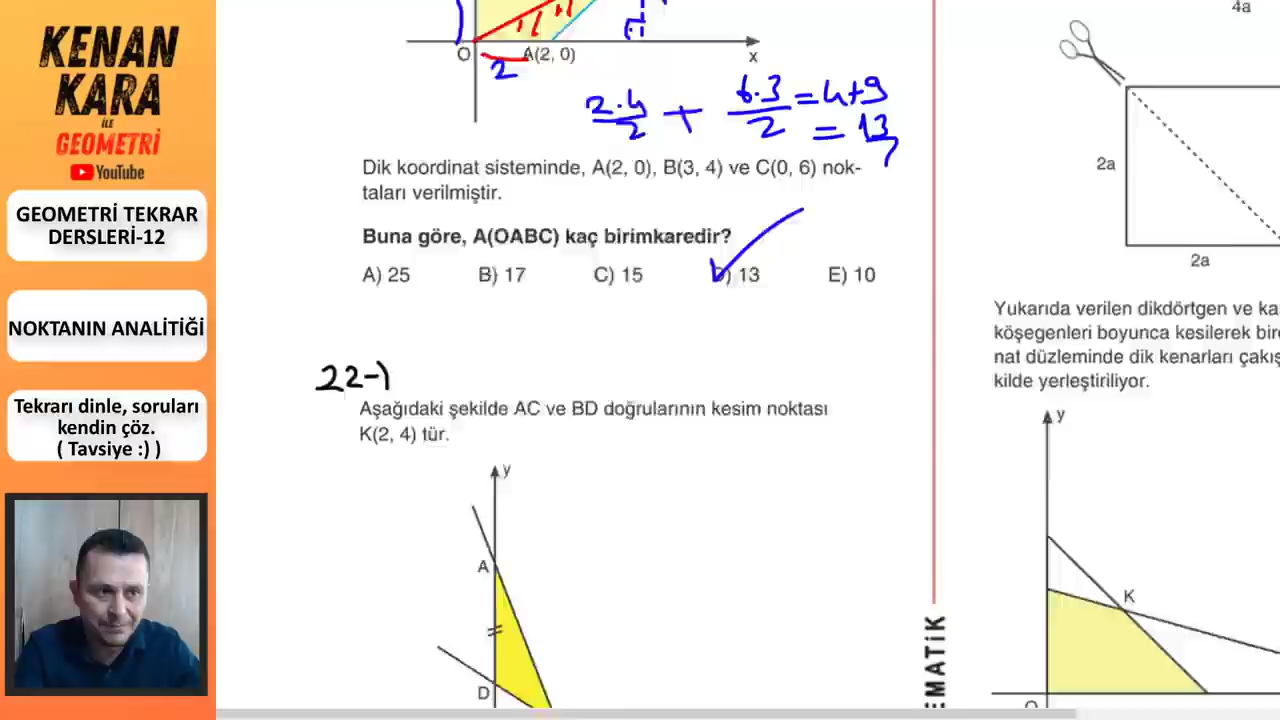 KENAN
KARA
İLE
GEOMETRİ
YouTube
GEOMETRİ TEKRAR
DERSLERİ-12
NOKTANIN ANALİTİĞİ
Tekrarı dinle, soruları
kendin çöz.
( Tavsiye :) )
O
A(2, 0)
x
2
2.4/2 + 6.3/2 = 4+9
= 13
Dik koordinat sisteminde, A(2, 0), B(3, 4) ve C(0, 6) nok-
taları verilmiştir.
Buna göre, A(OABC) kaç birimkaredir?
A) 25 B) 17 C) 15 D) 13 E) 10
22-)
Aşağıdaki şekilde AC ve BD doğrularının kesim noktası
K(2, 4) tür.
y
A
D
EMATİK
4a
2a
2a
Yukarıda verilen dikdörtgen ve ka
köşegenleri boyunca kesilerek bir
nat düzleminde dik kenarları çakış
kilde yerleştiriliyor.
y
K